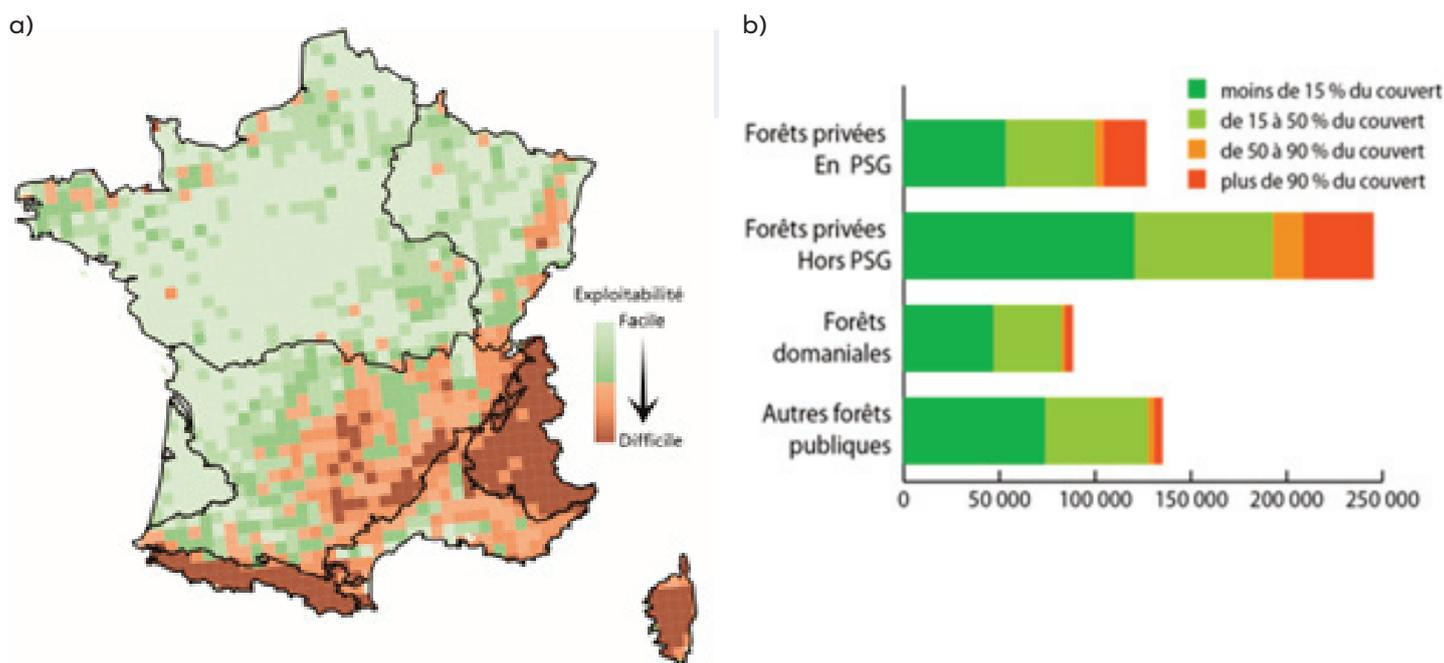 a)
Exploitabilité
Facile
Difficile
b)
moins de 15 % du couvert
de 15 à 50 % du couvert
de 50 à 90 % du couvert
plus de 90 % du couvert
Forêts privées
En PSG
Forêts privées
Hors PSG
Forêts
domaniales
Autres forêts
publiques
0
50 000
100 000
150 000
200 000
250 000